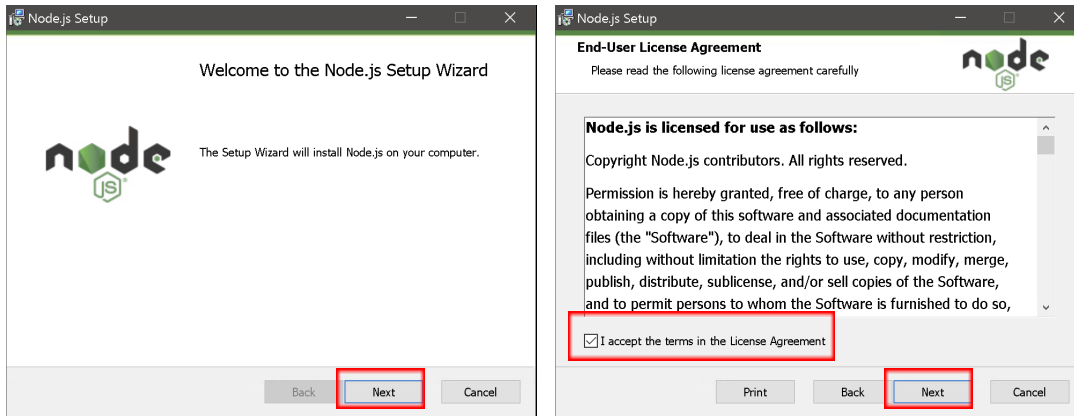 Node.js Setup
Welcome to the Node.js Setup Wizard
node
JS
The Setup Wizard will install Node.js on your computer.
Back
Next
Cancel
Node.js Setup
End-User License Agreement
Please read the following license agreement carefully
node
JS
Node.js is licensed for use as follows:
Copyright Node.js contributors. All rights reserved.
Permission is hereby granted, free of charge, to any person
obtaining a copy of this software and associated documentation
files (the "Software"), to deal in the Software without restriction,
including without limitation the rights to use, copy, modify, merge,
publish, distribute, sublicense, and/or sell copies of the Software,
and to permit persons to whom the Software is furnished to do so,
I accept the terms in the License Agreement
Print
Back
Next
Cancel